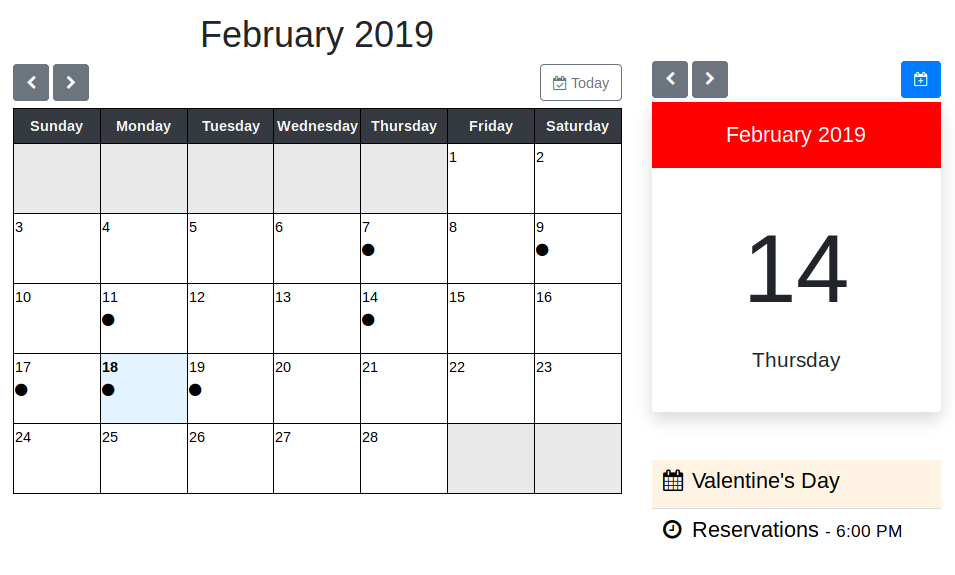 February 2019
Today
Sunday Monday Tuesday Wednesday Thursday Friday Saturday
1 2
3 4 5 6 7 8 9
10 11 12 13 14 15 16
17 18 19 20 21 22 23
24 25 26 27 28
February 2019
14
Thursday
Valentine's Day
Reservations - 6:00 PM